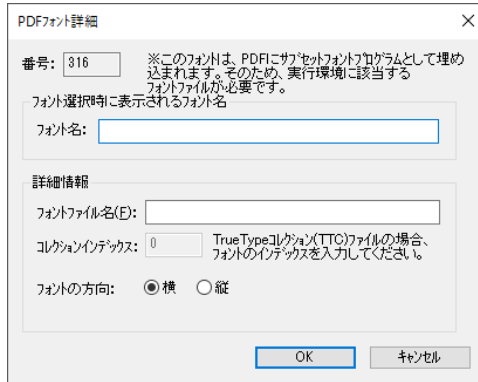 PDFフォント詳細
番号: 316
※このフォントは、PDFにサブセットフォントプログラムとして埋め
込まれます。そのため、実行環境に該当する
フォントファイルが必要です。
フォント選択時に表示されるフォント名
フォント名:
詳細情報
フォントファイル名(F):
コレクションインデックス: 0
TrueTypeコレクション(TTC)ファイルの場合、
フォントのインデックスを入力してください。
フォントの方向: 横 縦
OK キャンセル